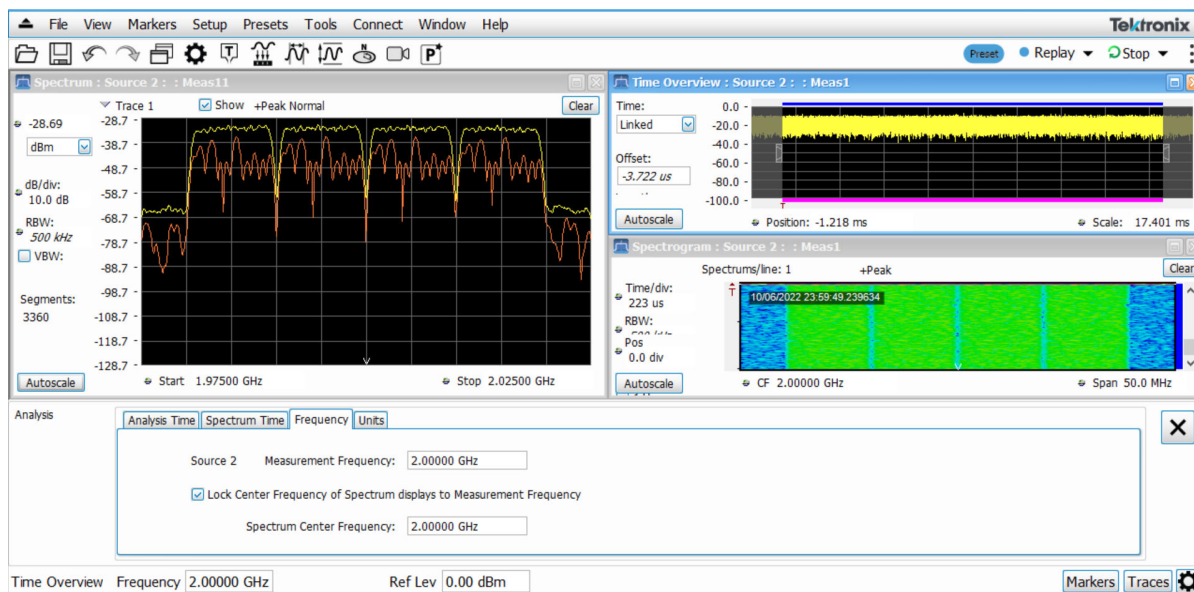 File View Markers Setup Presets Tools Connect Window Help Tektronix
T N P Preset Replay Stop
Spectrum : Source 2 : : Meas11
Trace 1 Show +Peak Normal Clear
-28.69
dBm
dB/div:
10.0 dB
RBW:
500 kHz
VBW:
Segments:
3360
Autoscale
-28.7
-38.7
-48.7
-58.7
-68.7
-78.7
-88.7
-98.7
-108.7
-118.7
-128.7
Start 1.97500 GHz Stop 2.02500 GHz
Time Overview : Source 2 : : Meas1
Time:
Linked
Offset:
-3.722 us
Autoscale
0.0
-20.0
-40.0
-60.0
-80.0
-100.0
T
Position: -1.218 ms Scale: 17.401 ms
Spectrogram : Source 2 : : Meas1
Spectrums/line: 1 +Peak Clear
Time/div:
223 us
RBW:
Pos
0.0 div
Autoscale
T
10/06/2022 23:59:49.239634
CF 2.00000 GHz Span 50.0 MHz
Analysis
Analysis Time Spectrum Time Frequency Units
Source 2 Measurement Frequency: 2.00000 GHz
Lock Center Frequency of Spectrum displays to Measurement Frequency
Spectrum Center Frequency: 2.00000 GHz
Time Overview Frequency 2.00000 GHz Ref Lev 0.00 dBm Markers Traces